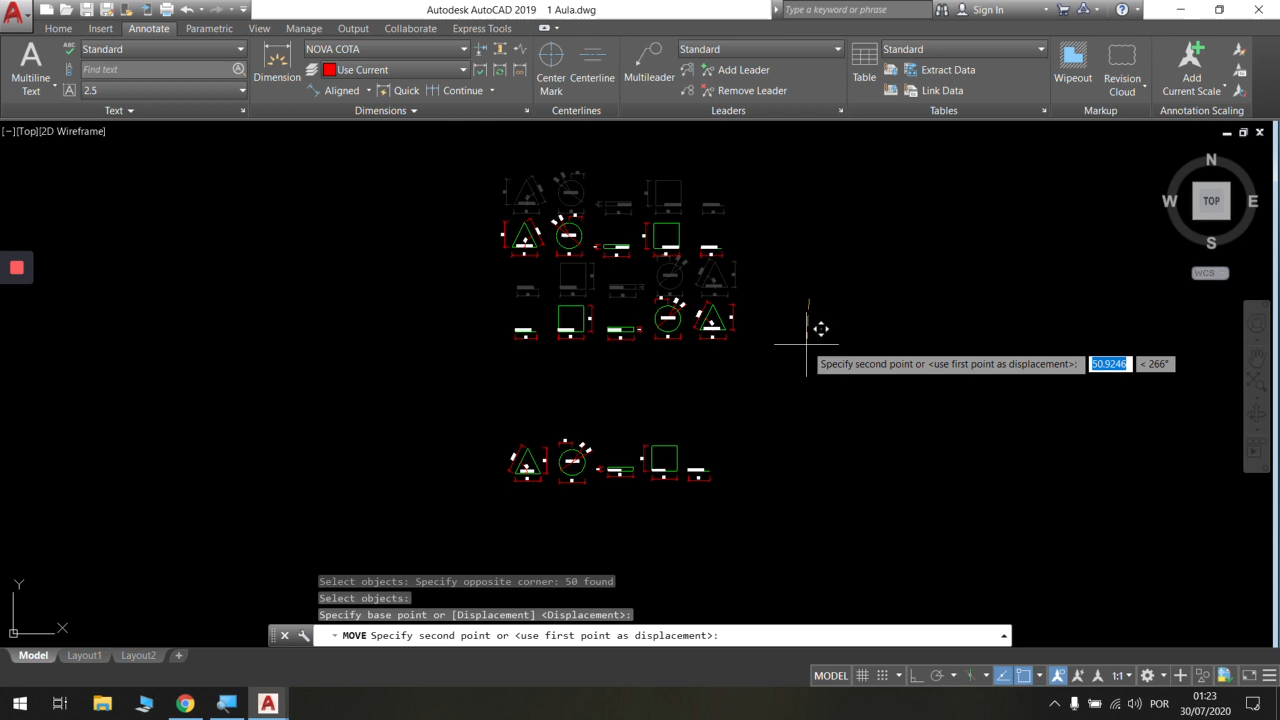 Autodesk AutoCAD 2019 1 Aula.dwg
Type a keyword or phrase
Sign In
Home Insert Annotate Parametric View Manage Output Collaborate Express Tools
Standard
NOVA COTA
Standard
Standard
Find text
Use Current
Add Leader
Extract Data
Multiline Text
2.5
Dimension
Aligned
Quick
Continue
Center Mark
Centerline
Multileader
Remove Leader
Table
Link Data
Wipeout
Revision Cloud
Add Current Scale
Text
Dimensions
Centerlines
Leaders
Tables
Markup
Annotation Scaling
[−][Top][2D Wireframe]
N
W TOP E
S
WCS
Specify second point or <use first point as displacement>: 50.9246 < 266°
Select objects: Specify opposite corner: 50 found
Select objects:
Specify base point or [Displacement] <Displacement>:
MOVE Specify second point or <use first point as displacement>:
Y
X
Model Layout1 Layout2 +
MODEL
1:1
POR
01:23
30/07/2020